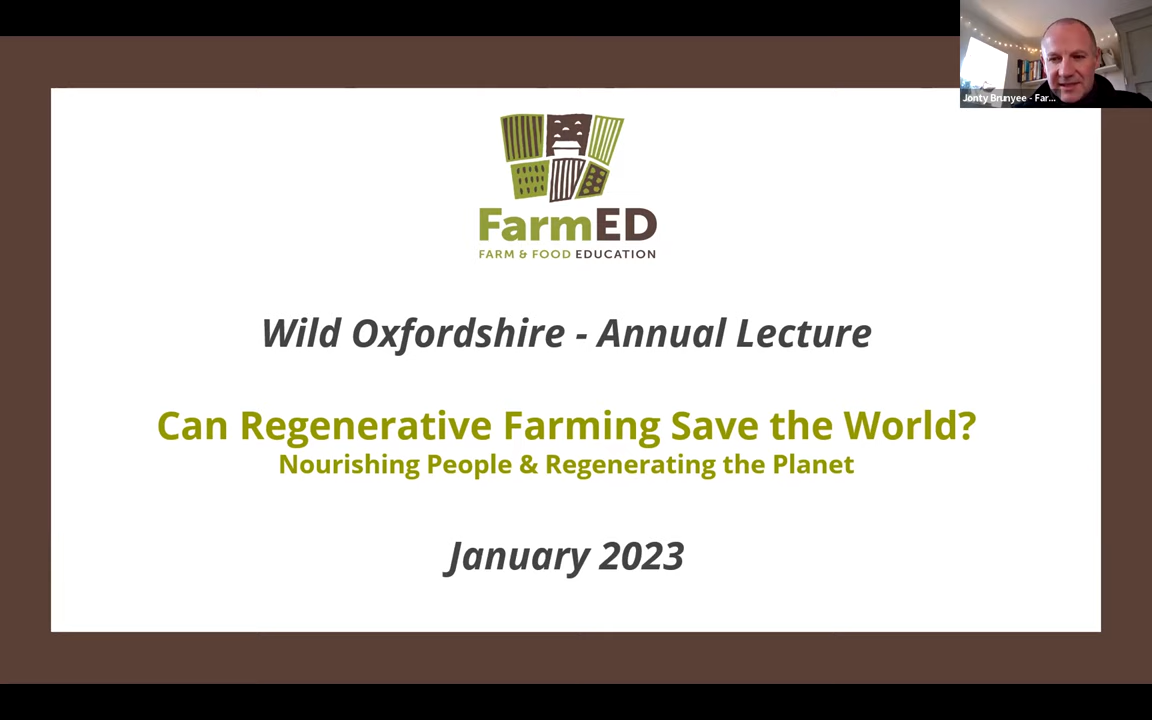 Jonty Brunyee - Far...
FarmED
FARM & FOOD EDUCATION
Wild Oxfordshire - Annual Lecture
Can Regenerative Farming Save the World?
Nourishing People & Regenerating the Planet
January 2023